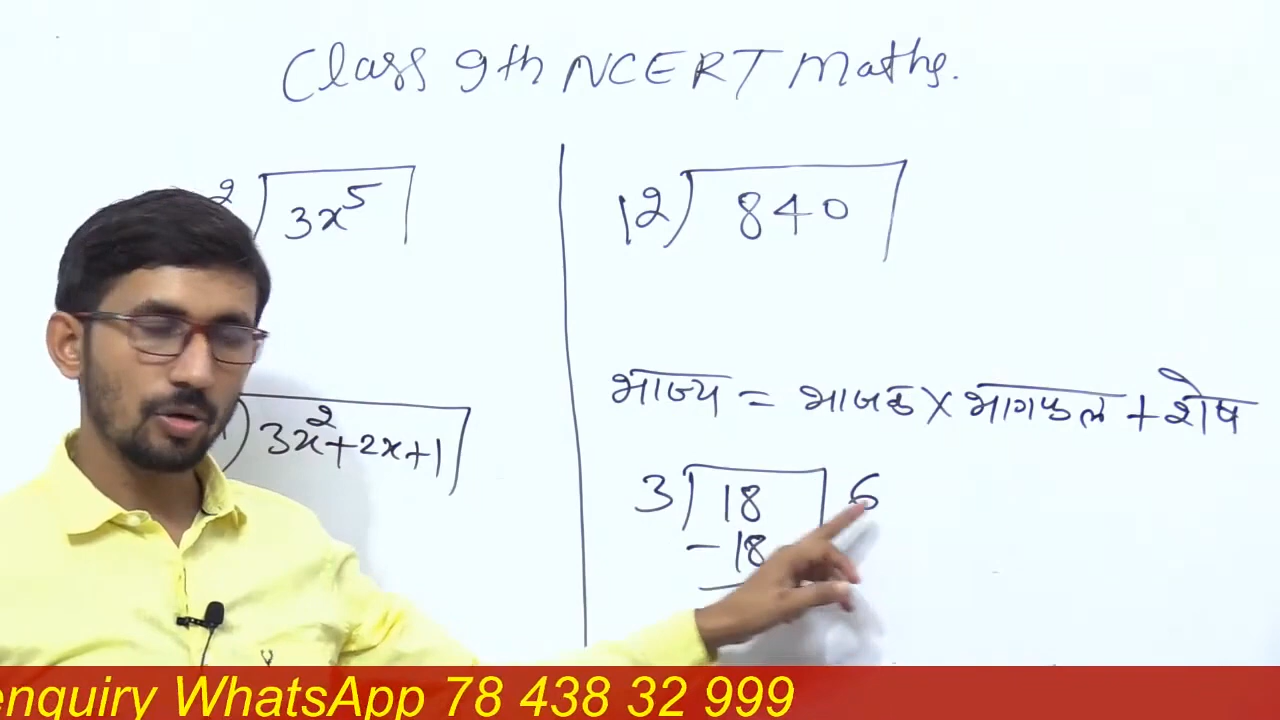 Class 9th NCERT Maths.
2) 3x⁵
12) 840
भाज्य = भाजक × भागफल + शेष
) 3x²+2x+1
3) 18 6
- 18
enquiry WhatsApp 78 438 32 999